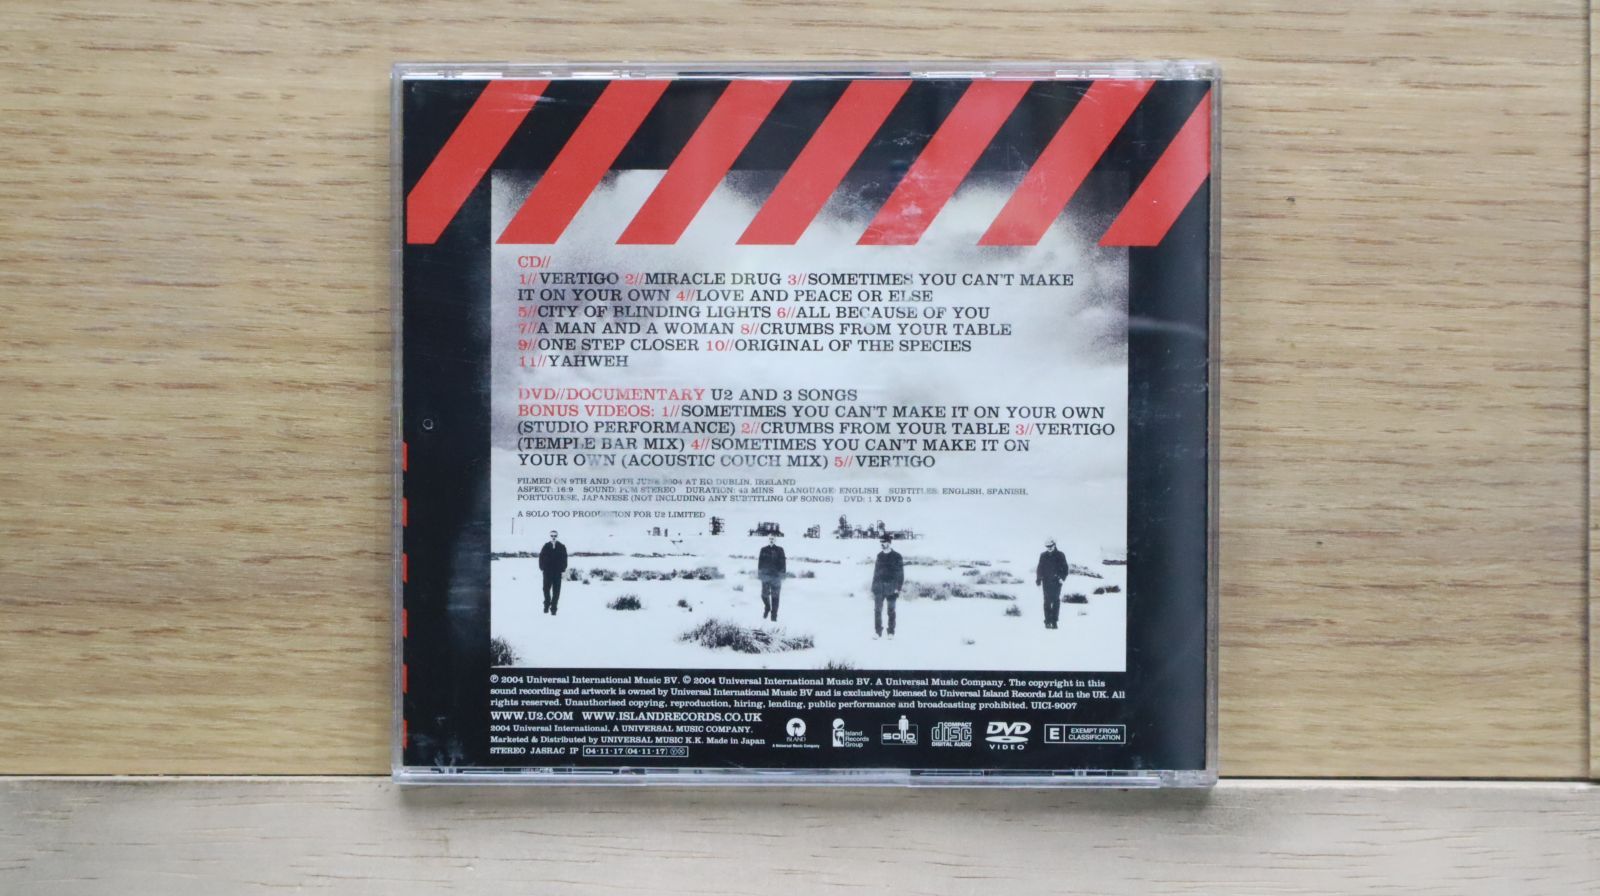 CD//
1//VERTIGO 2//MIRACLE DRUG 3//SOMETIMES YOU CAN'T MAKE
IT ON YOUR OWN 4//LOVE AND PEACE OR ELSE
5//CITY OF BLINDING LIGHTS 6//ALL BECAUSE OF YOU
7//A MAN AND A WOMAN 8//CRUMBS FROM YOUR TABLE
9//ONE STEP CLOSER 10//ORIGINAL OF THE SPECIES
11//YAHWEH
DVD//DOCUMENTARY U2 AND 3 SONGS
BONUS VIDEOS: 1//SOMETIMES YOU CAN'T MAKE IT ON YOUR OWN
(STUDIO PERFORMANCE) 2//CRUMBS FROM YOUR TABLE 3//VERTIGO
(TEMPLE BAR MIX) 4//SOMETIMES YOU CAN'T MAKE IT ON
YOUR OWN (ACOUSTIC COUCH MIX) 5//VERTIGO
FILMED ON 9TH AND 10TH JUNE 2004 AT HQ DUBLIN, IRELAND
ASPECT: 16:9 SOUND: PCM STEREO DURATION: 43 MINS LANGUAGE: ENGLISH SUBTITLES: ENGLISH, SPANISH,
PORTUGUESE, JAPANESE (NOT INCLUDING ANY SUBTITLING OF SONGS) DVD: 1 X DVD 5
A SOLO TOO PRODUCTION FOR U2 LIMITED
℗ 2004 Universal International Music BV. © 2004 Universal International Music BV. A Universal Music Company. The copyright in this
sound recording and artwork is owned by Universal International Music BV and is exclusively licensed to Universal Island Records Ltd in the UK. All
rights reserved. Unauthorised copying, reproduction, hiring, lending, public performance and broadcasting prohibited. UICI-9007
WWW.U2.COM WWW.ISLANDRECORDS.CO.UK
2004 Universal International, A UNIVERSAL MUSIC COMPANY.
Marketed & Distributed by UNIVERSAL MUSIC K.K. Made in Japan
STEREO JASRAC IP 04·11·17 (04·11·17)
ISLAND
A Universal Music Company
Island
Records
Group
solo
TOO
COMPACT
disc
DIGITAL AUDIO
DVD
VIDEO
E EXEMPT FROM
CLASSIFICATION